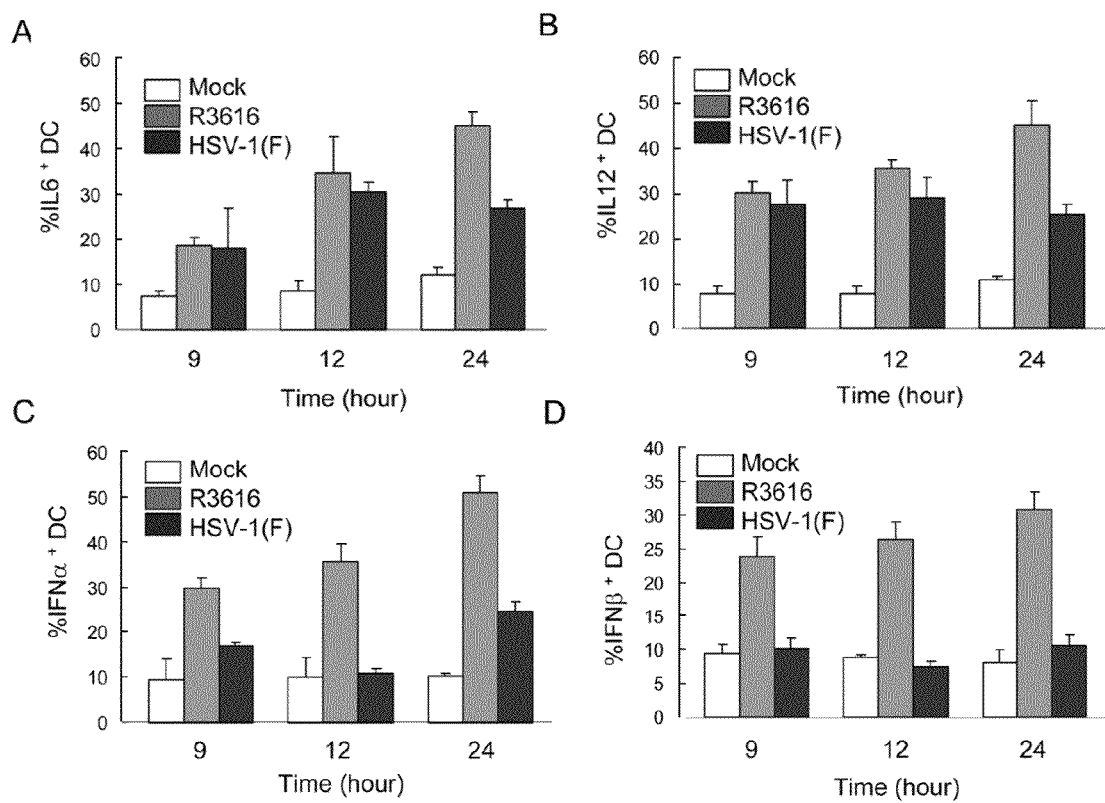 A
60
50
40
30
20
10
0
%IL6 + DC
Mock
R3616
HSV-1(F)
9 12 24
Time (hour)
B
60
50
40
30
20
10
0
%IL12 + DC
Mock
R3616
HSV-1(F)
9 12 24
Time (hour)
C
60
50
40
30
20
10
0
%IFNα + DC
Mock
R3616
HSV-1(F)
9 12 24
Time (hour)
D
40
35
30
25
20
15
10
5
0
%IFNβ + DC
Mock
R3616
HSV-1(F)
9 12 24
Time (hour)